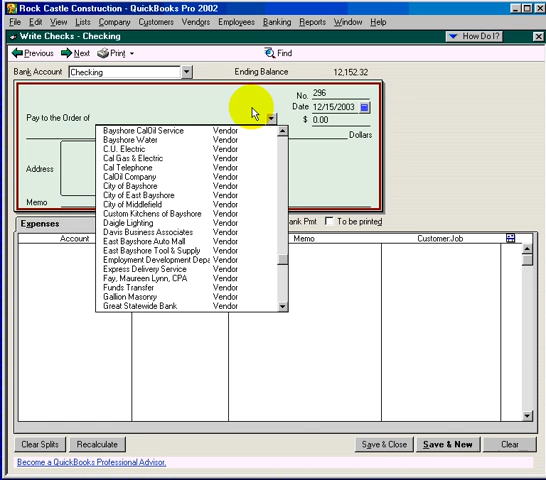 Rock Castle Construction - QuickBooks Pro 2002
File Edit View Lists Company Customers Vendors Employees Banking Reports Window Help
Write Checks - Checking How Do I?
Previous Next Print Find
Bank Account Checking Ending Balance 12,152.32
No. 296
Date 12/15/2003
Pay to the Order of $ 0.00
Dollars
Bayshore CalOil Service Vendor
Bayshore Water Vendor
C.U. Electric Vendor
Cal Gas & Electric Vendor
Cal Telephone Vendor
CalOil Company Vendor
City of Bayshore Vendor
City of East Bayshore Vendor
City of Middlefield Vendor
Custom Kitchens of Bayshore Vendor
Daigle Lighting Vendor
Davis Business Associates Vendor
East Bayshore Auto Mall Vendor
East Bayshore Tool & Supply Vendor
Employment Development Depa Vendor
Express Delivery Service Vendor
Fay, Maureen Lynn, CPA Vendor
Funds Transfer Vendor
Gallion Masonry Vendor
Great Statewide Bank Vendor
Address
Memo
Expenses Pmt To be printed
Account Memo Customer:Job
Clear Splits Recalculate Save & Close Save & New Clear
Become a QuickBooks Professional Advisor.